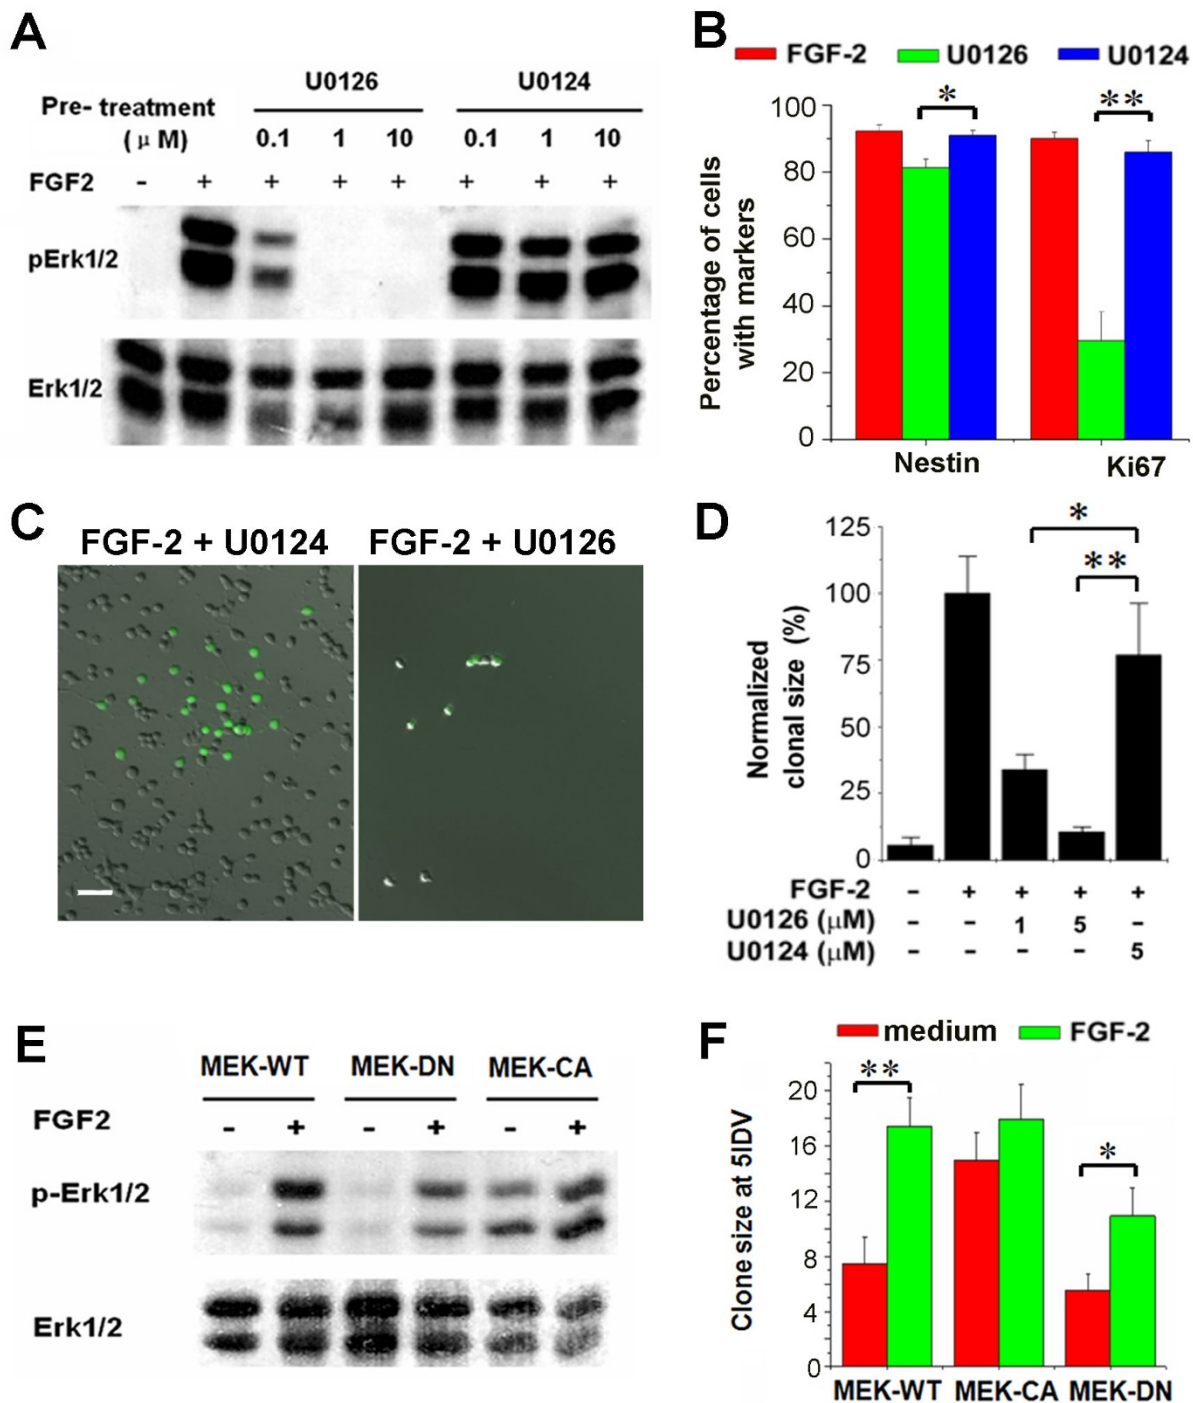 A
U0126 U0124
Pre- treatment
( μ M)
0.1 1 10 0.1 1 10
FGF2 - + + + + + + +
pErk1/2
Erk1/2
B
FGF-2 U0126 U0124
Percentage of cells
with markers
100
80
60
40
20
0
* **
Nestin Ki67
C
FGF-2 + U0124 FGF-2 + U0126
D
Normalized
clonal size (%)
125
100
75
50
25
0
*
**
FGF-2 - + + + +
U0126 (μM) - - 1 5 -
U0124 (μM) - - - - 5
E
MEK-WT MEK-DN MEK-CA
FGF2 - + - + - +
p-Erk1/2
Erk1/2
F
medium FGF-2
Clone size at 5IDV
20
16
12
8
4
0
** *
MEK-WT MEK-CA MEK-DN